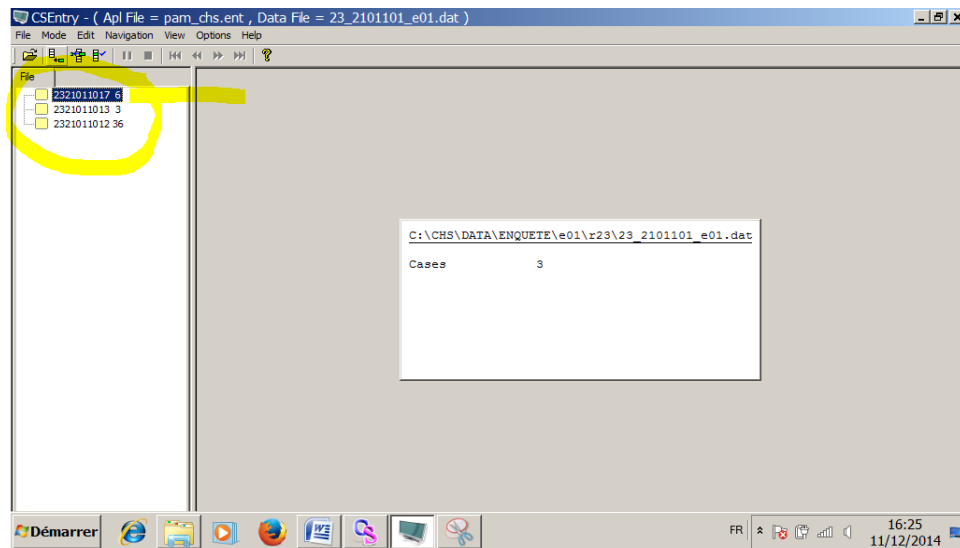 CSEntry - ( Apl File = pam_chs.ent , Data File = 23_2101101_e01.dat )
File Mode Edit Navigation View Options Help
File
2321011017 6
2321011013 3
2321011012 36
C:\CHS\DATA\ENQUETE\e01\r23\23_2101101_e01.dat
Cases 3
Démarrer
FR
16:25
11/12/2014